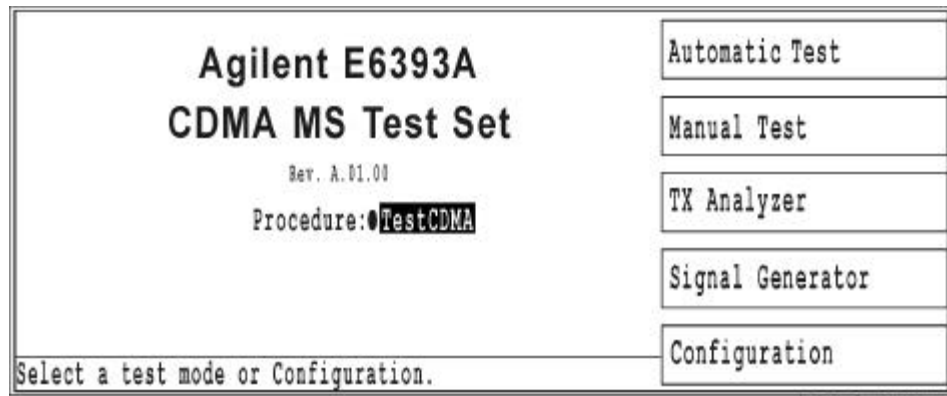 Agilent E6393A
CDMA MS Test Set
Rev. A.01.00
Procedure:●TestCDMA
Select a test mode or Configuration.
Automatic Test
Manual Test
TX Analyzer
Signal Generator
Configuration